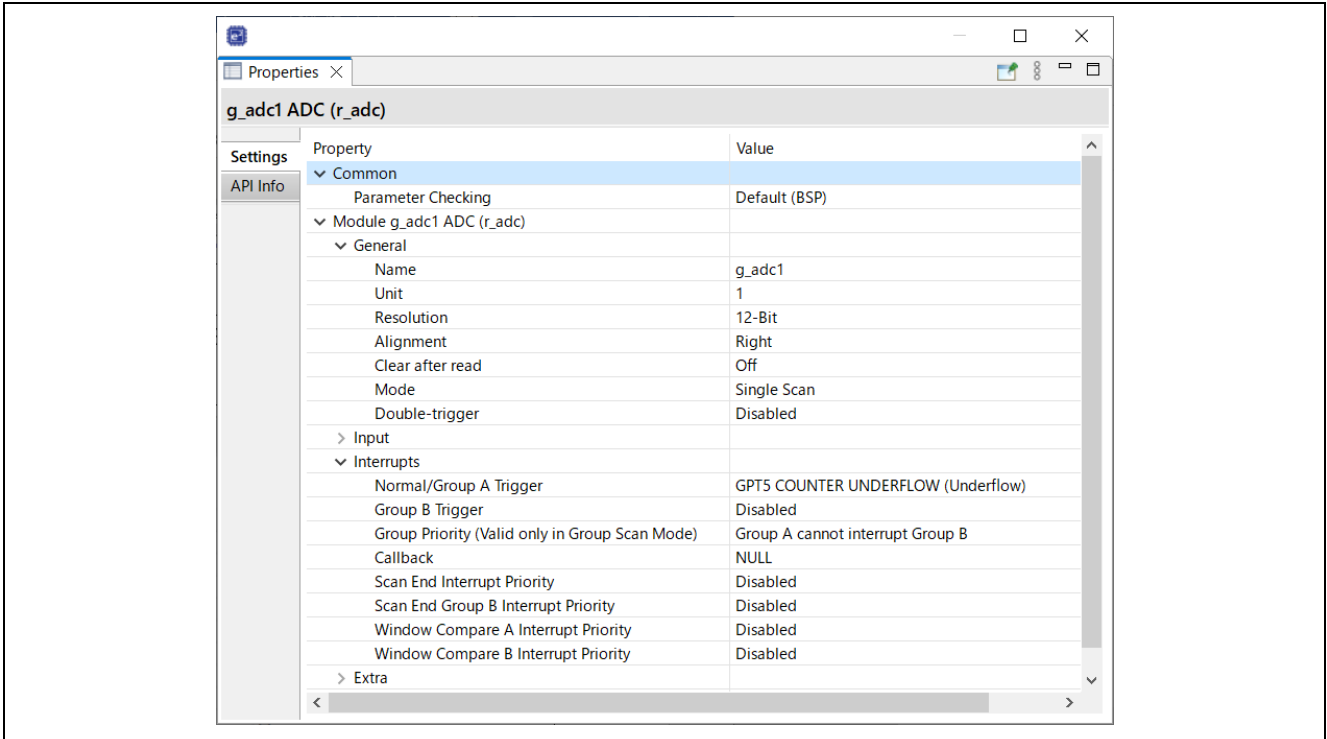 Properties
g_adc1 ADC (r_adc)
Settings
API Info
Property Value
Common
Parameter Checking Default (BSP)
Module g_adc1 ADC (r_adc)
General
Name g_adc1
Unit 1
Resolution 12-Bit
Alignment Right
Clear after read Off
Mode Single Scan
Double-trigger Disabled
Input
Interrupts
Normal/Group A Trigger GPT5 COUNTER UNDERFLOW (Underflow)
Group B Trigger Disabled
Group Priority (Valid only in Group Scan Mode) Group A cannot interrupt Group B
Callback NULL
Scan End Interrupt Priority Disabled
Scan End Group B Interrupt Priority Disabled
Window Compare A Interrupt Priority Disabled
Window Compare B Interrupt Priority Disabled
Extra